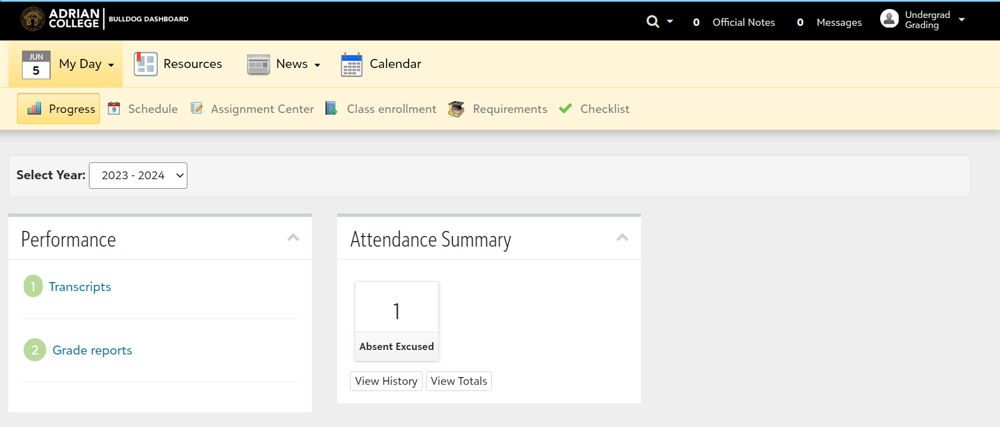 ADRIAN
COLLEGE
BULLDOG DASHBOARD
0 Official Notes 0 Messages
Undergrad
Grading
JUN
5
My Day
Resources
News
Calendar
Progress
9
Schedule
Assignment Center
Class enrollment
Requirements
Checklist
Select Year: 2023 - 2024
Performance
1 Transcripts
2 Grade reports
Attendance Summary
1
Absent Excused
View History View Totals